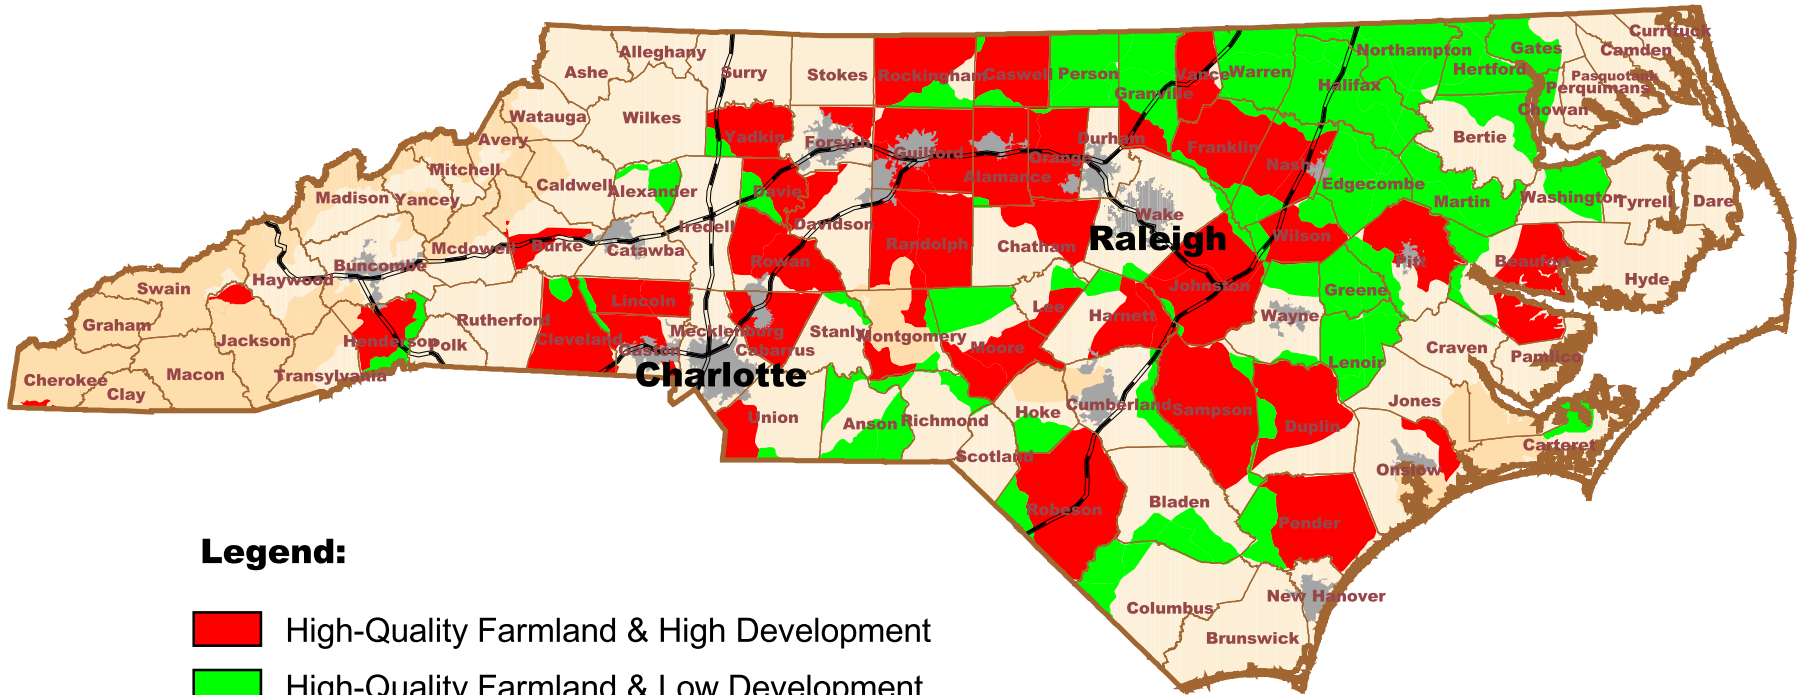 Alleghany
Ashe
Surry
Stokes
Rockingham
Caswell
Person
Granville
Vance
Warren
Halifax
Northampton
Hertford
Gates
Currituck
Camden
Pasquotank
Perquimans
Chowan
Bertie
Watauga
Wilkes
Yadkin
Forsyth
Guilford
Alamance
Orange
Durham
Franklin
Nash
Edgecombe
Martin
Washington
Tyrrell
Dare
Avery
Mitchell
Madison
Yancey
Caldwell
Alexander
Davie
Iredell
Davidson
Randolph
Chatham
Wake
Raleigh
Wilson
Pitt
Beaufort
Hyde
Mcdowell
Burke
Catawba
Rowan
Buncombe
Haywood
Swain
Graham
Jackson
Henderson
Polk
Rutherford
Cleveland
Lincoln
Gaston
Mecklenburg
Cabarrus
Stanly
Montgomery
Moore
Lee
Harnett
Johnston
Wayne
Greene
Lenoir
Craven
Pamlico
Cherokee
Clay
Macon
Transylvania
Charlotte
Union
Anson
Richmond
Hoke
Cumberland
Sampson
Duplin
Jones
Carteret
Onslow
Scotland
Robeson
Bladen
Pender
Columbus
New Hanover
Brunswick
Legend:
High-Quality Farmland & High Development
High-Quality Farmland & Low Development